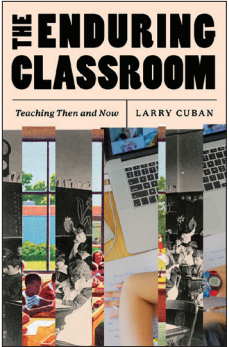 THE ENDURING
CLASSROOM
Teaching Then and Now
LARRY CUBAN